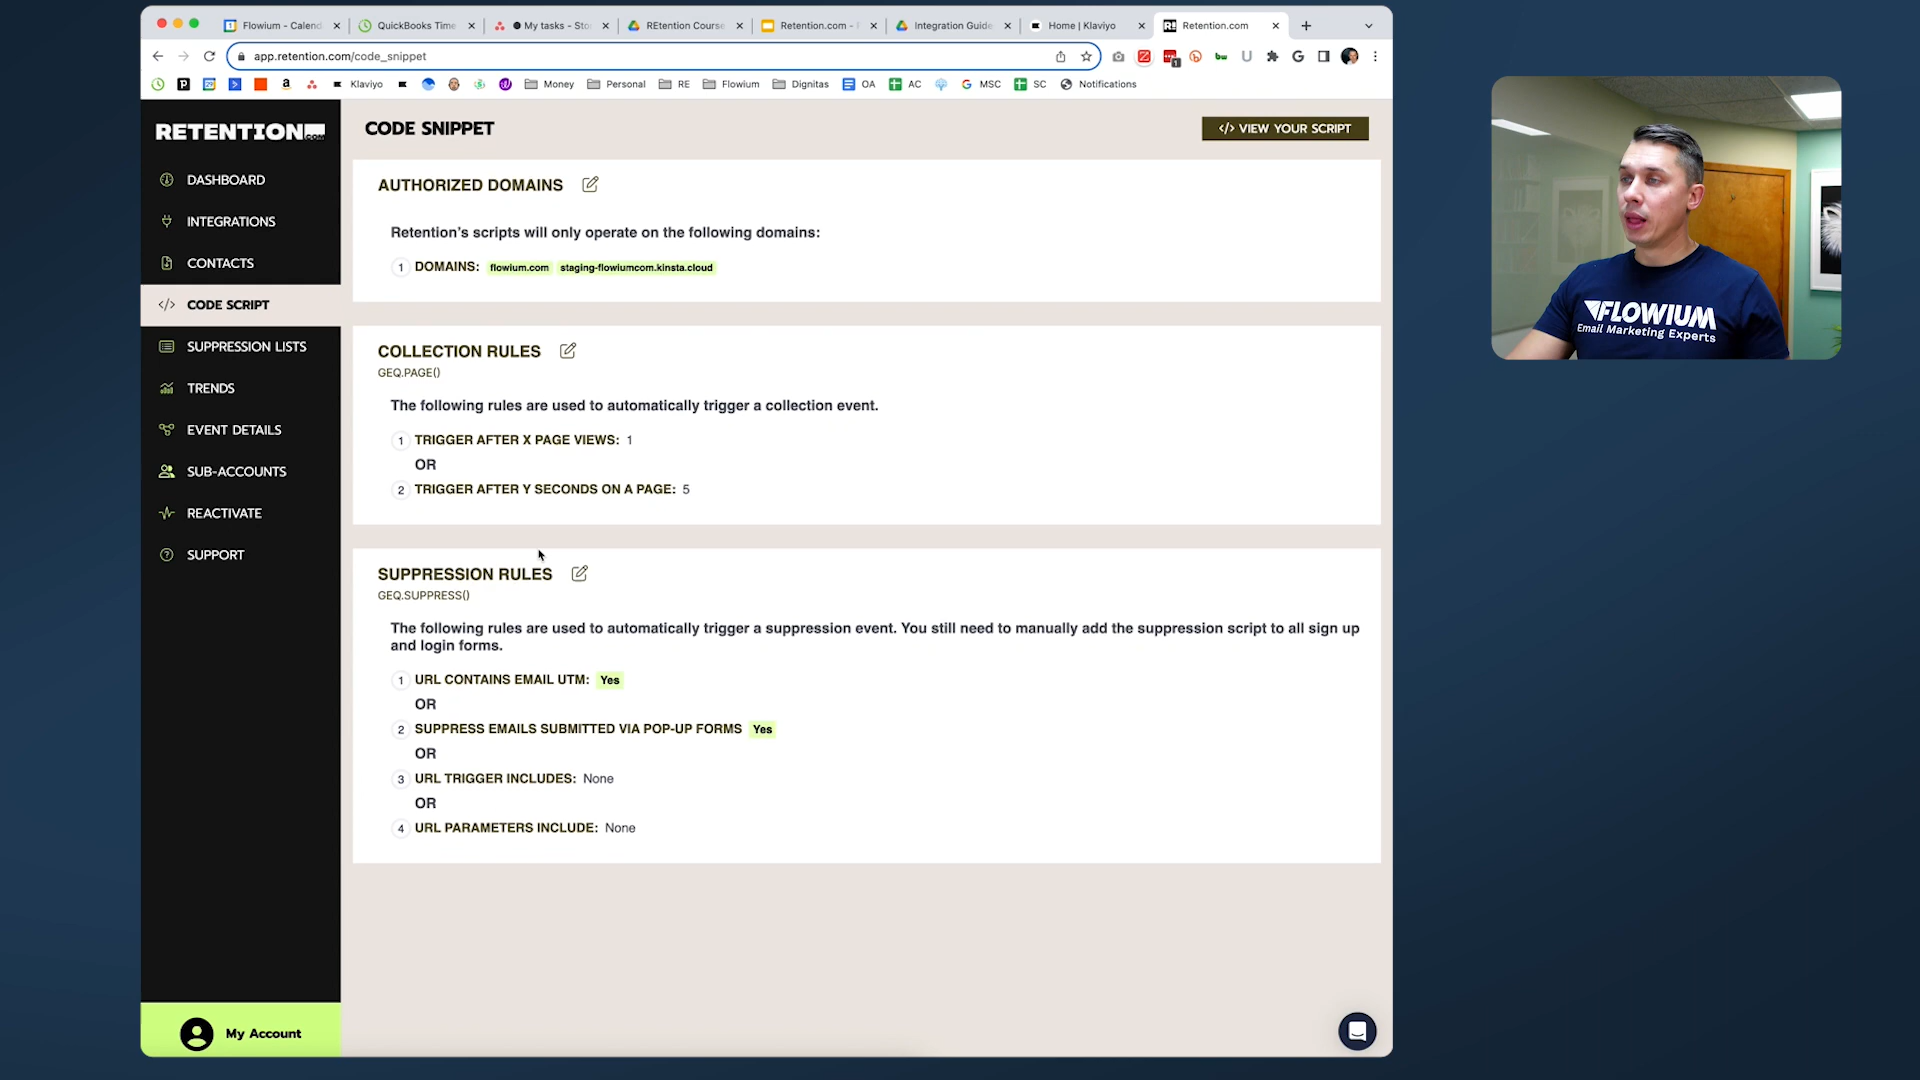 Flowium - Calend
QuickBooks Time
My tasks - Sto
REtention Course
Retention.com -
Integration Guide
Home | Klaviyo
Retention.com
app.retention.com/code_snippet
Klaviyo
Money
Personal
RE
Flowium
Dignitas
OA
AC
MSC
SC
Notifications
RETENTION.COM
DASHBOARD
INTEGRATIONS
CONTACTS
CODE SCRIPT
SUPPRESSION LISTS
TRENDS
EVENT DETAILS
SUB-ACCOUNTS
REACTIVATE
SUPPORT
My Account
CODE SNIPPET
</> VIEW YOUR SCRIPT
AUTHORIZED DOMAINS
Retention's scripts will only operate on the following domains:
1 DOMAINS: flowium.com staging-flowiumcom.kinsta.cloud
COLLECTION RULES
GEQ.PAGE()
The following rules are used to automatically trigger a collection event.
1 TRIGGER AFTER X PAGE VIEWS: 1
OR
2 TRIGGER AFTER Y SECONDS ON A PAGE: 5
SUPPRESSION RULES
GEQ.SUPPRESS()
The following rules are used to automatically trigger a suppression event. You still need to manually add the suppression script to all sign up
and login forms.
1 URL CONTAINS EMAIL UTM: Yes
OR
2 SUPPRESS EMAILS SUBMITTED VIA POP-UP FORMS Yes
OR
3 URL TRIGGER INCLUDES: None
OR
4 URL PARAMETERS INCLUDE: None
FLOWIUM
Email Marketing Experts